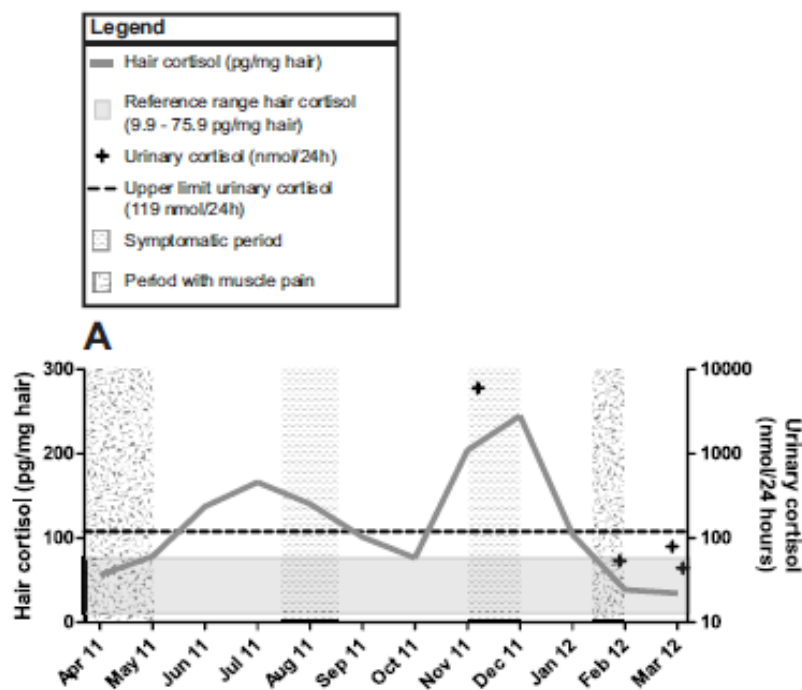 Legend
Hair cortisol (pg/mg hair)
Reference range hair cortisol
(9.9 - 75.9 pg/mg hair)
Urinary cortisol (nmol/24h)
Upper limit urinary cortisol
(119 nmol/24h)
Symptomatic period
Period with muscle pain
A
Hair cortisol (pg/mg hair)
300
200
100
0
10000
1000
100
10
Urinary cortisol
(nmol/24 hours)
Apr 11
May 11
Jun 11
Jul 11
Aug 11
Sep 11
Oct 11
Nov 11
Dec 11
Jan 12
Feb 12
Mar 12